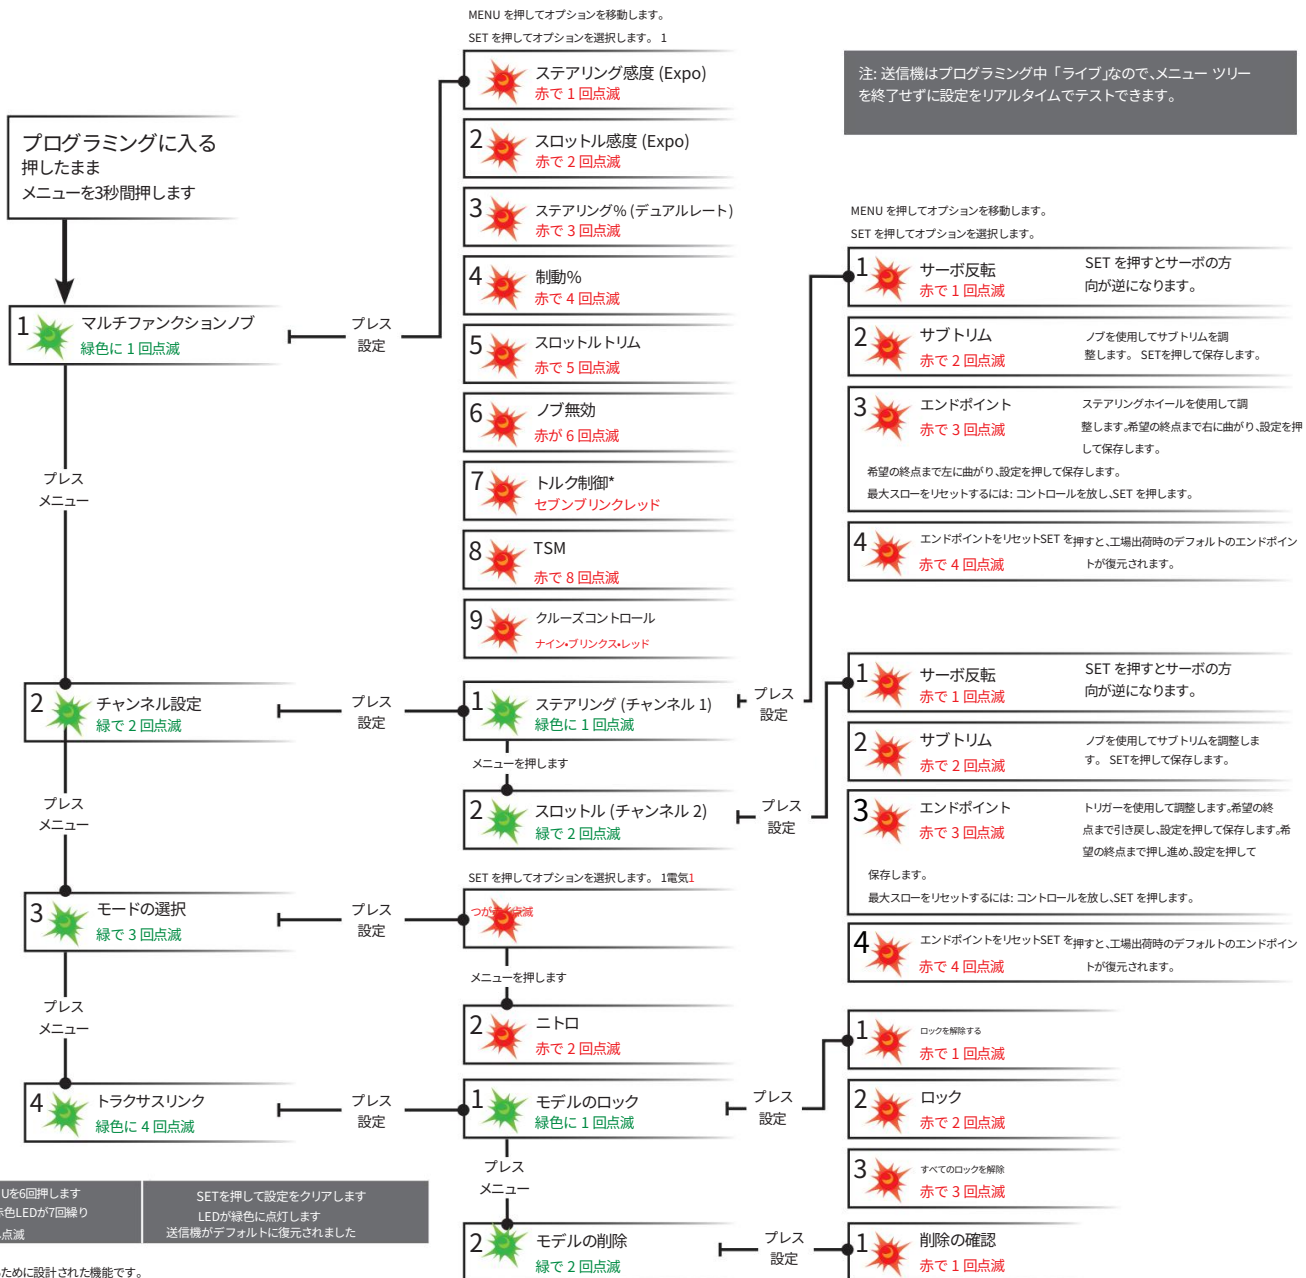 MENU を押してオプションを移動します。
SET を押してオプションを選択します。 1
ステアリング感度 (Expo)
赤で 1 回点滅
注: 送信機はプログラミング中「ライブ」なので、メニュー ツリー
を終了せずに設定をリアルタイムでテストできます。
プログラミングに入る
押したまま
メニューを3秒間押します
2
スロットル感度 (Expo)
赤で 2 回点滅
3
ステアリング% (デュアルレート)
赤で 3 回点滅
4
制動%
赤で 4 回点滅
5
スロットルトリム
赤で 5 回点滅
6
ノブ無効
赤が 6 回点滅
7
トルク制御*
セブンブリンクレッド
8
TSM
赤で 8 回点滅
9
クルーズコントロール
ナイン・ブリンクス・レッド
1
マルチファンクションノブ
緑色に 1 回点滅
プレス
設定
プレス
メニュー
MENU を押してオプションを移動します。
SET を押してオプションを選択します。
1
サーボ反転
赤で 1 回点滅
SET を押すとサーボの方
向が逆になります。
2
サブトリム
赤で 2 回点滅
ノブを使用してサブトリムを調
整します。 SETを押して保存します。
3
エンドポイント
赤で 3 回点滅
ステアリングホイールを使用して調
整します。希望の終点まで右に曲がり、設定を押
して保存します。
希望の終点まで左に曲がり、設定を押して保存します。
最大スローをリセットするには: コントロールを放し、SET を押します。
4
エンドポイントをリセットSET を押すと、工場出荷時のデフォルトのエンドポイン
トが復元されます。
赤で 4 回点滅
2
チャンネル設定
緑で 2 回点滅
プレス
設定
1
ステアリング (チャンネル 1)
緑色に 1 回点滅
プレス
設定
メニューを押します
2
スロットル (チャンネル 2)
緑で 2 回点滅
プレス
設定
1
サーボ反転
赤で 1 回点滅
SET を押すとサーボの方
向が逆になります。
2
サブトリム
赤で 2 回点滅
ノブを使用してサブトリムを調整しま
す。 SETを押して保存します。
3
エンドポイント
赤で 3 回点滅
トリガーを使用して調整します。希望の終
点まで引き戻し、設定を押して保存します。希
望の終点まで押し進め、設定を押して
保存します。
最大スローをリセットするには: コントロールを放し、SET を押します。
4
エンドポイントをリセットSET を押すと、工場出荷時のデフォルトのエンドポイン
トが復元されます。
赤で 4 回点滅
プレス
メニュー
SET を押してオプションを選択します。 1電気1
3
モードの選択
緑で 3 回点滅
プレス
設定
点滅
メニューを押します
2
ニトロ
赤で 2 回点滅
プレス
メニュー
4
トラクサスリンク
緑色に 4 回点滅
プレス
設定
1
モデルのロック
緑色に 1 回点滅
プレス
設定
1
ロックを解除する
赤で 1 回点滅
2
ロック
赤で 2 回点滅
3
すべてのロックを解除
赤で 3 回点滅
プレス
メニュー
2
モデルの削除
緑で 2 回点滅
プレス
設定
1
削除の確認
赤で 1 回点滅
Uを6回押します
赤色LEDが7回繰り
点滅
SETを押して設定をクリアします
LEDが緑色に点灯します
送信機がデフォルトに復元されました
ために設計された機能です。